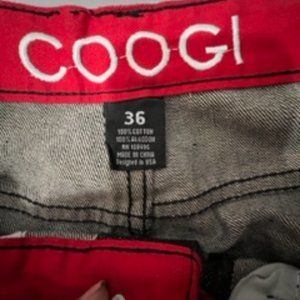 COOGI
36
100% COTTON
100% ALGODON
MADE IN CHINA
Designed in USA